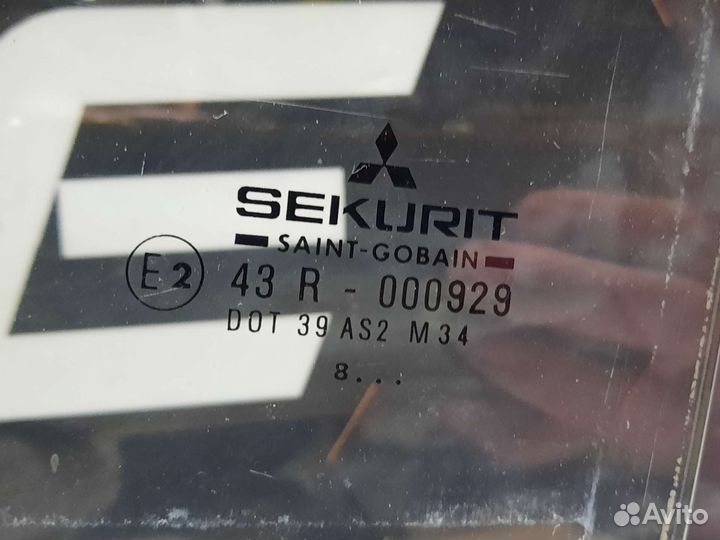 SEKURIT
SAINT-GOBAIN
E2 43 R - 000929
DOT 39 AS2 M34
8...
Avito